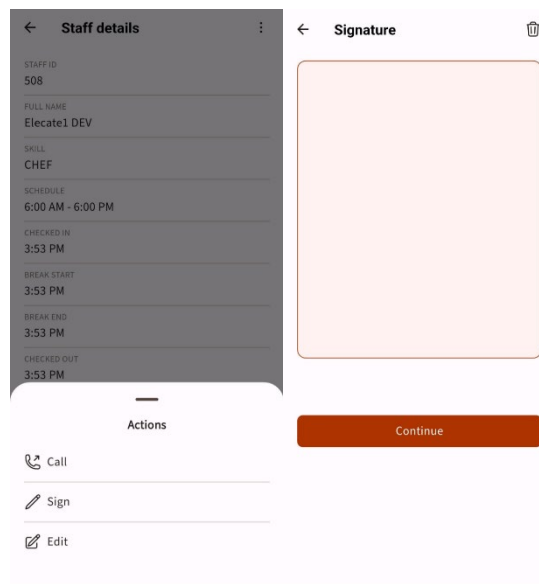 Staff details
STAFF ID
508
FULL NAME
Elecate1 DEV
SKILL
CHEF
SCHEDULE
6:00 AM - 6:00 PM
CHECKED IN
3:53 PM
BREAK START
3:53 PM
BREAK END
3:53 PM
CHECKED OUT
3:53 PM
Actions
Call
Sign
Edit
Signature
Continue